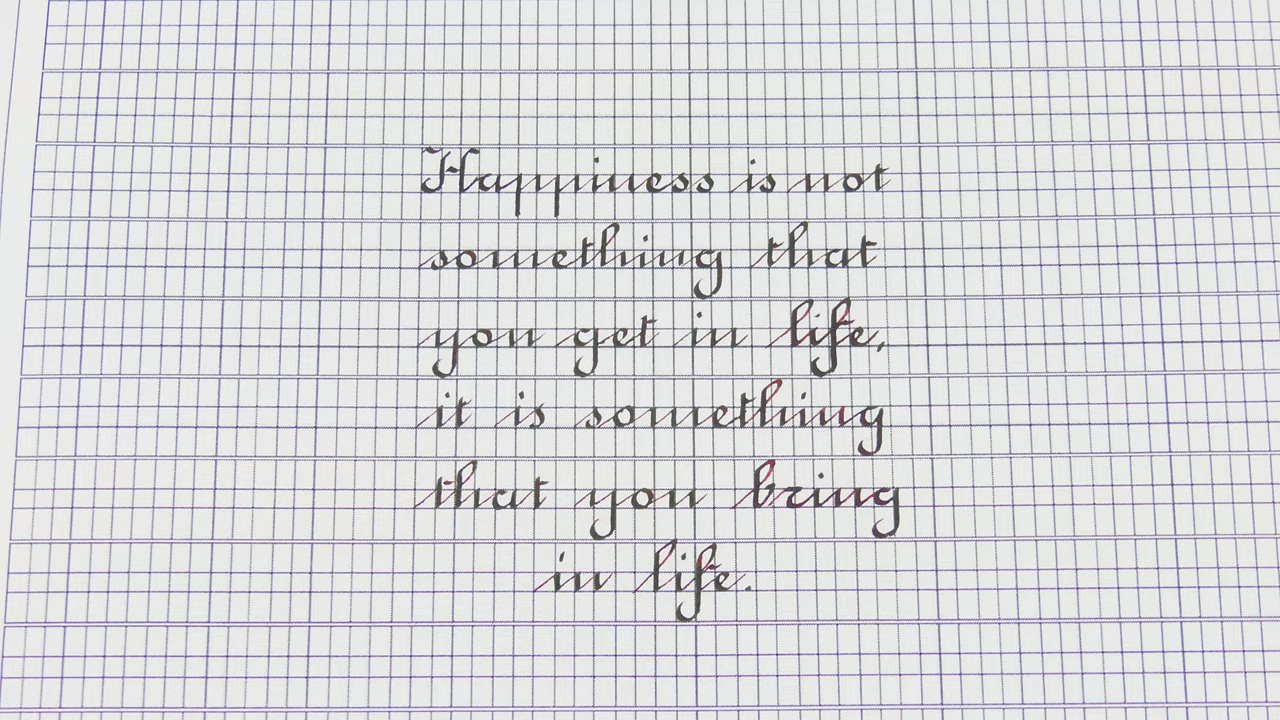 Happiness is not
something that
you get in life,
it is something
that you bring
in life.